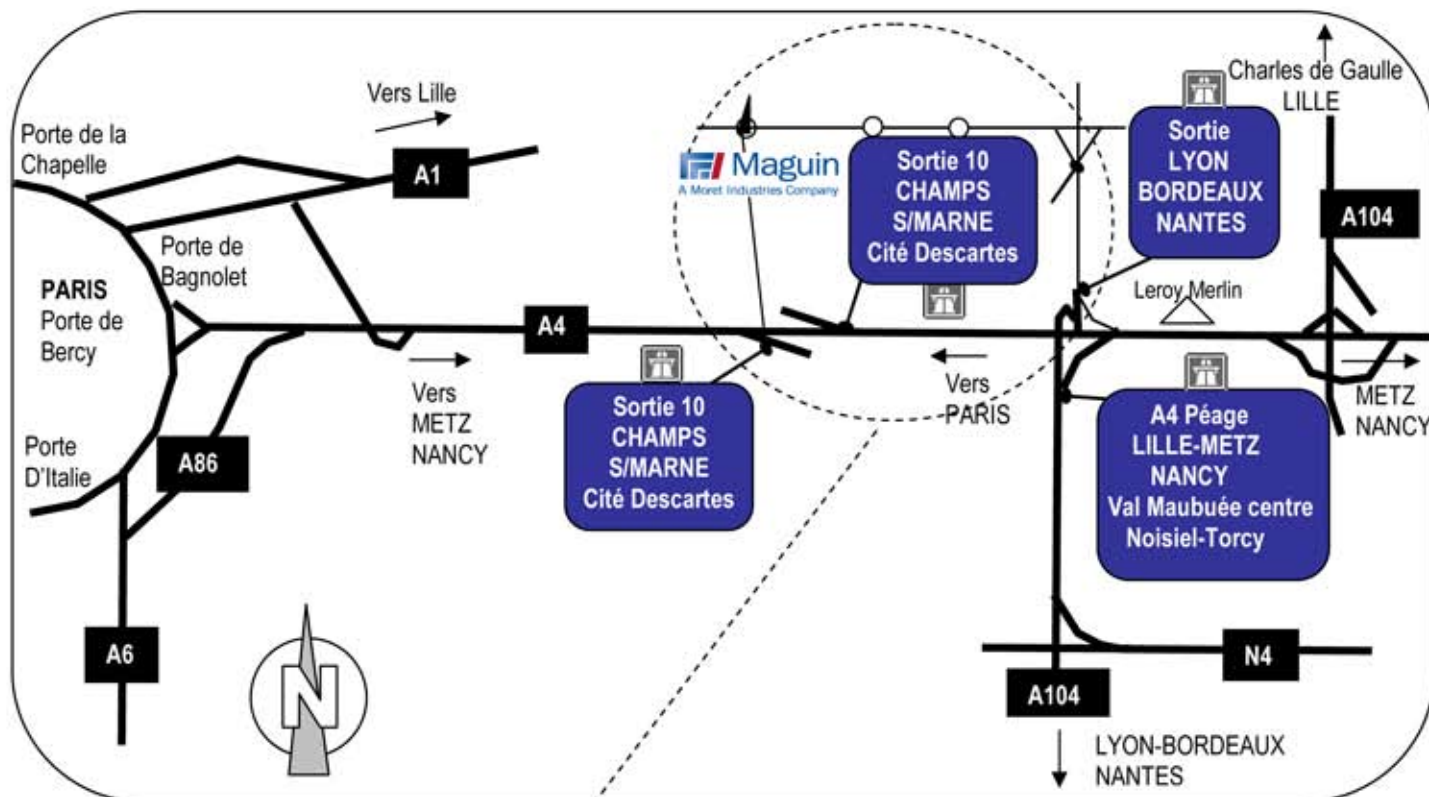 Vers Lille
Porte de la
Chapelle
A1
Porte de
Bagnolet
PARIS
Porte de
Bercy
Porte
D'Italie
A86
A6
N
A4
Vers
METZ
NANCY
Maguin
A Moret Industries Company
Sortie 10
CHAMPS
S/MARNE
Cité Descartes
Sortie 10
CHAMPS
S/MARNE
Cité Descartes
Vers
PARIS
Sortie
LYON
BORDEAUX
NANTES
Charles de Gaulle
LILLE
A104
Leroy Merlin
METZ
NANCY
A4 Péage
LILLE-METZ
NANCY
Val Maubuée centre
Noisiel-Torcy
N4
A104
LYON-BORDEAUX
NANTES